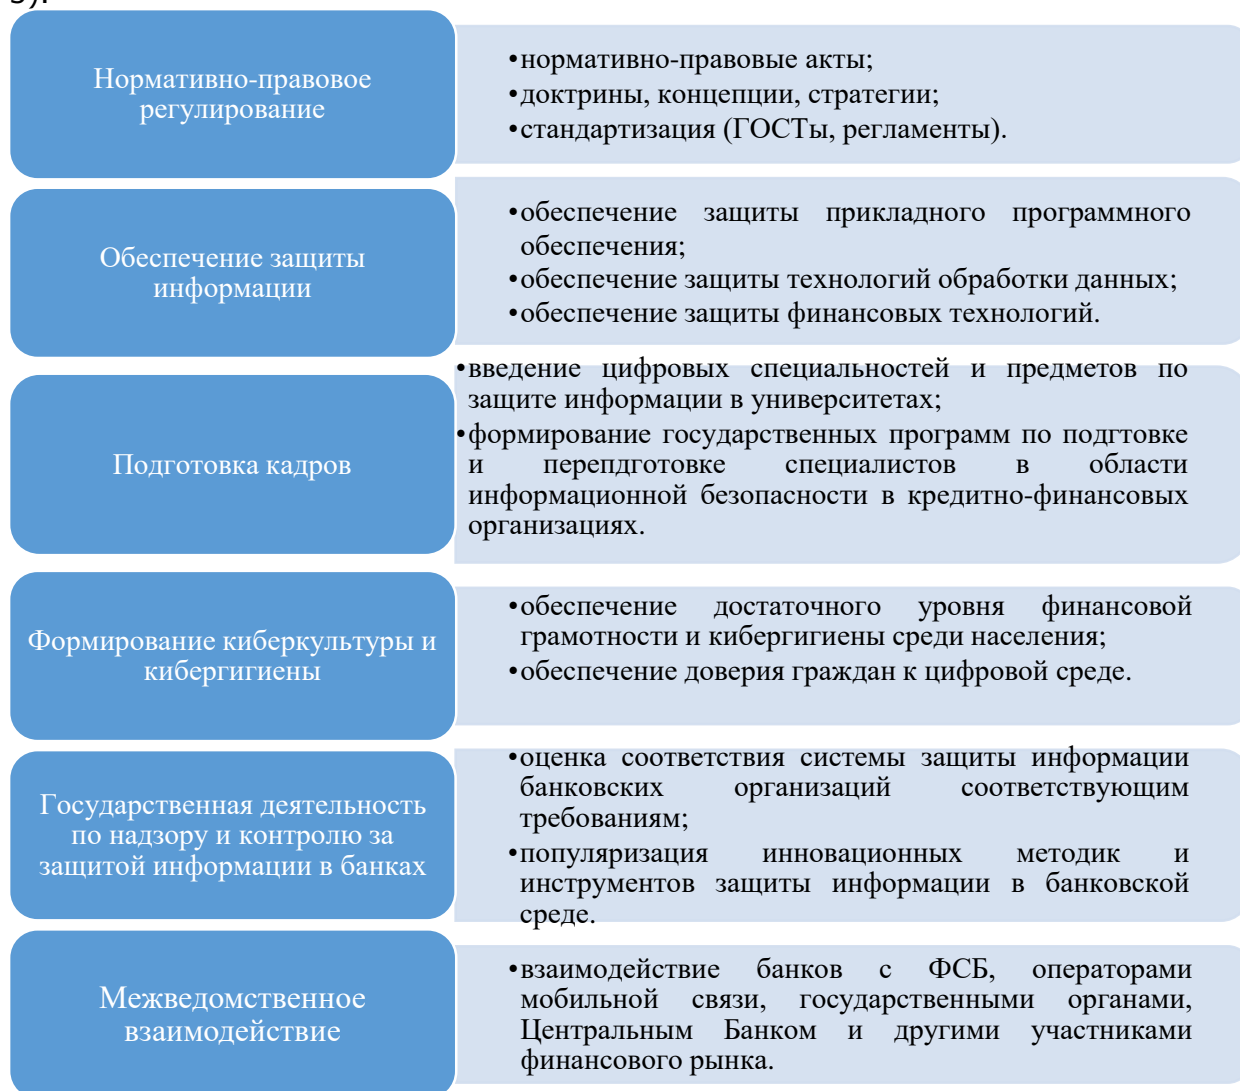 Нормативно-правовое
регулирование
•нормативно-правовые акты;
•доктрины, концепции, стратегии;
•стандартизация (ГОСТы, регламенты).
Обеспечение защиты
информации
•обеспечение защиты прикладного программного
обеспечения;
•обеспечение защиты технологий обработки данных;
•обеспечение защиты финансовых технологий.
Подготовка кадров
•введение цифровых специальностей и предметов по
защите информации в университетах;
•формирование государственных программ по подгтовке
и перепдготовке специалистов в области
информационной безопасности в кредитно-финансовых
организациях.
Формирование киберкультуры и
кибергигиены
•обеспечение достаточного уровня финансовой
грамотности и кибергигиены среди населения;
•обеспечение доверия граждан к цифровой среде.
Государственная деятельность
по надзору и контролю за
защитой информации в банках
•оценка соответствия системы защиты информации
банковских организаций соответствующим
требованиям;
•популяризация инновационных методик и
инструментов защиты информации в банковской
среде.
Межведомственное
взаимодействие
•взаимодействие банков с ФСБ, операторами
мобильной связи, государственными органами,
Центральным Банком и другими участниками
финансового рынка.